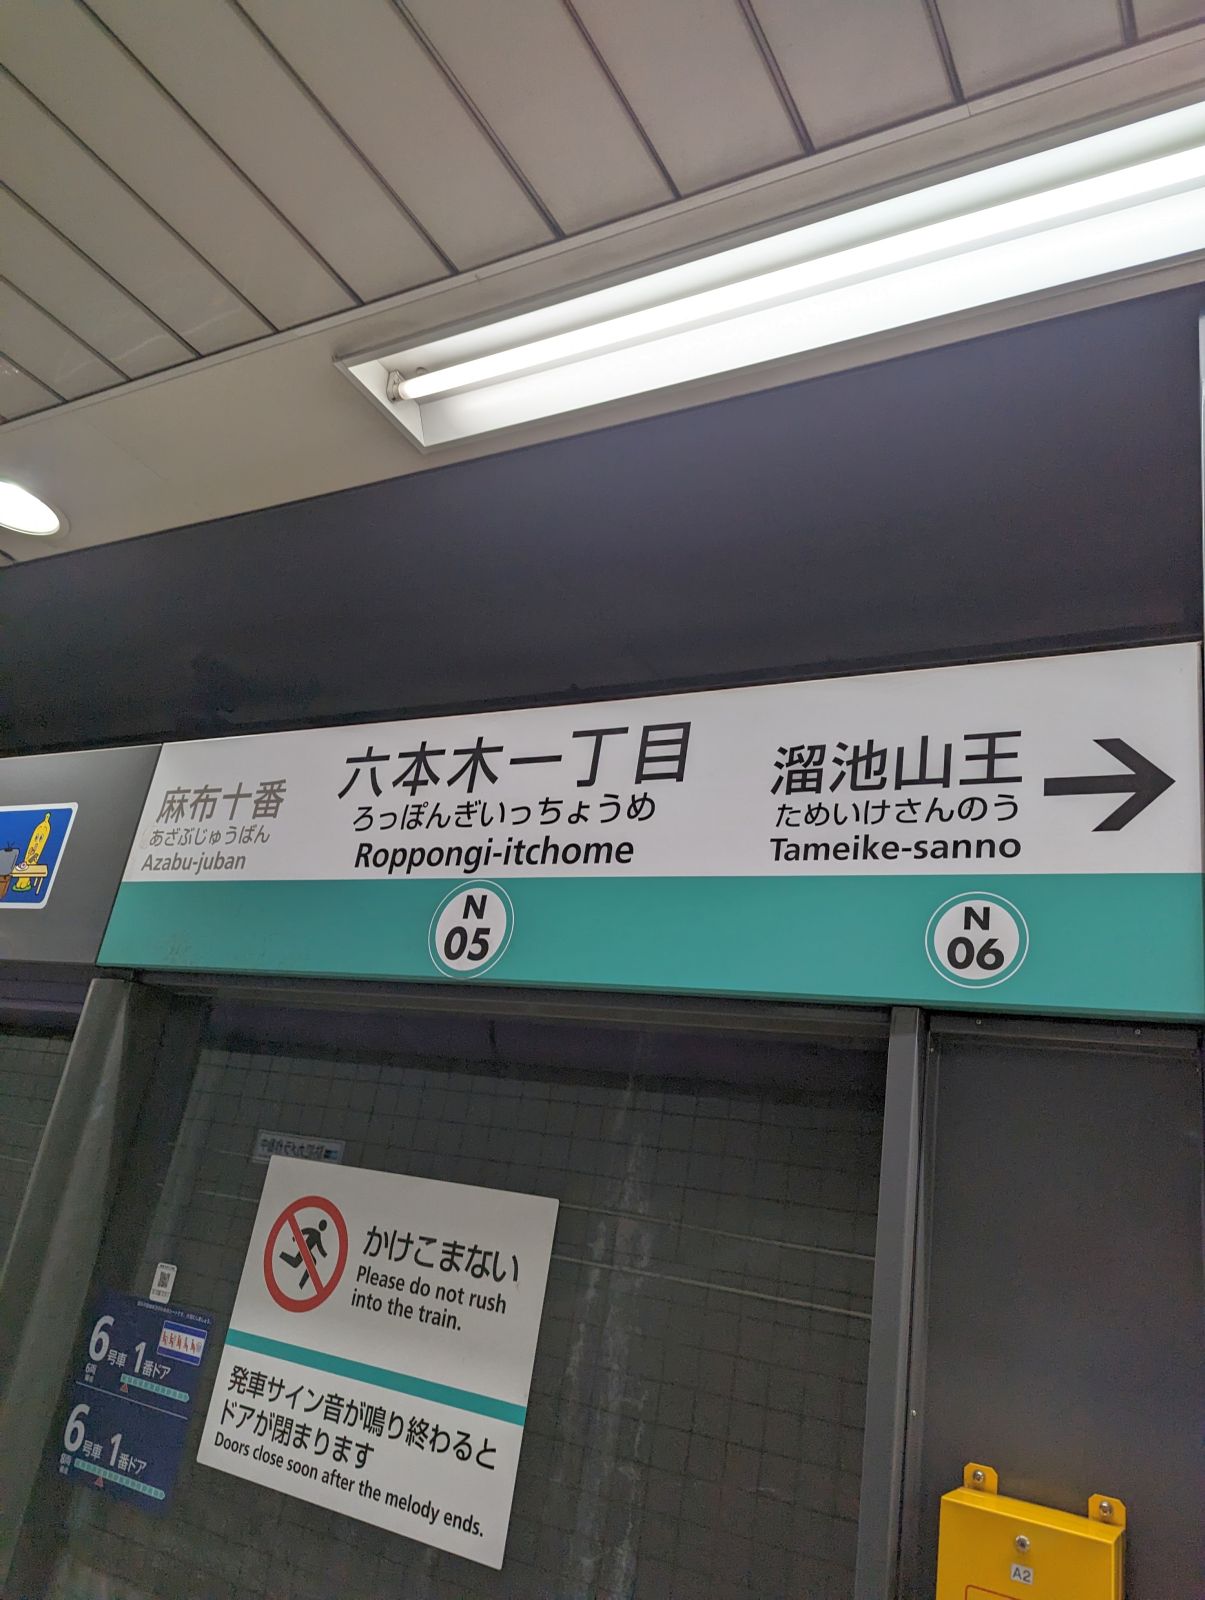 麻布十番
あざぶじゅうばん
Azabu-juban
六本木一丁目
ろっぽんぎいっちょうめ
Roppongi-itchome
溜池山王
ためいけさんのう
Tameike-sanno
N
05
N
06
かけこまない
Please do not rush
into the train.
発車サイン音が鳴り終わると
ドアが閉まります
Doors close soon after the melody ends.
6号車 1番ドア
6号車 1番ドア
A2